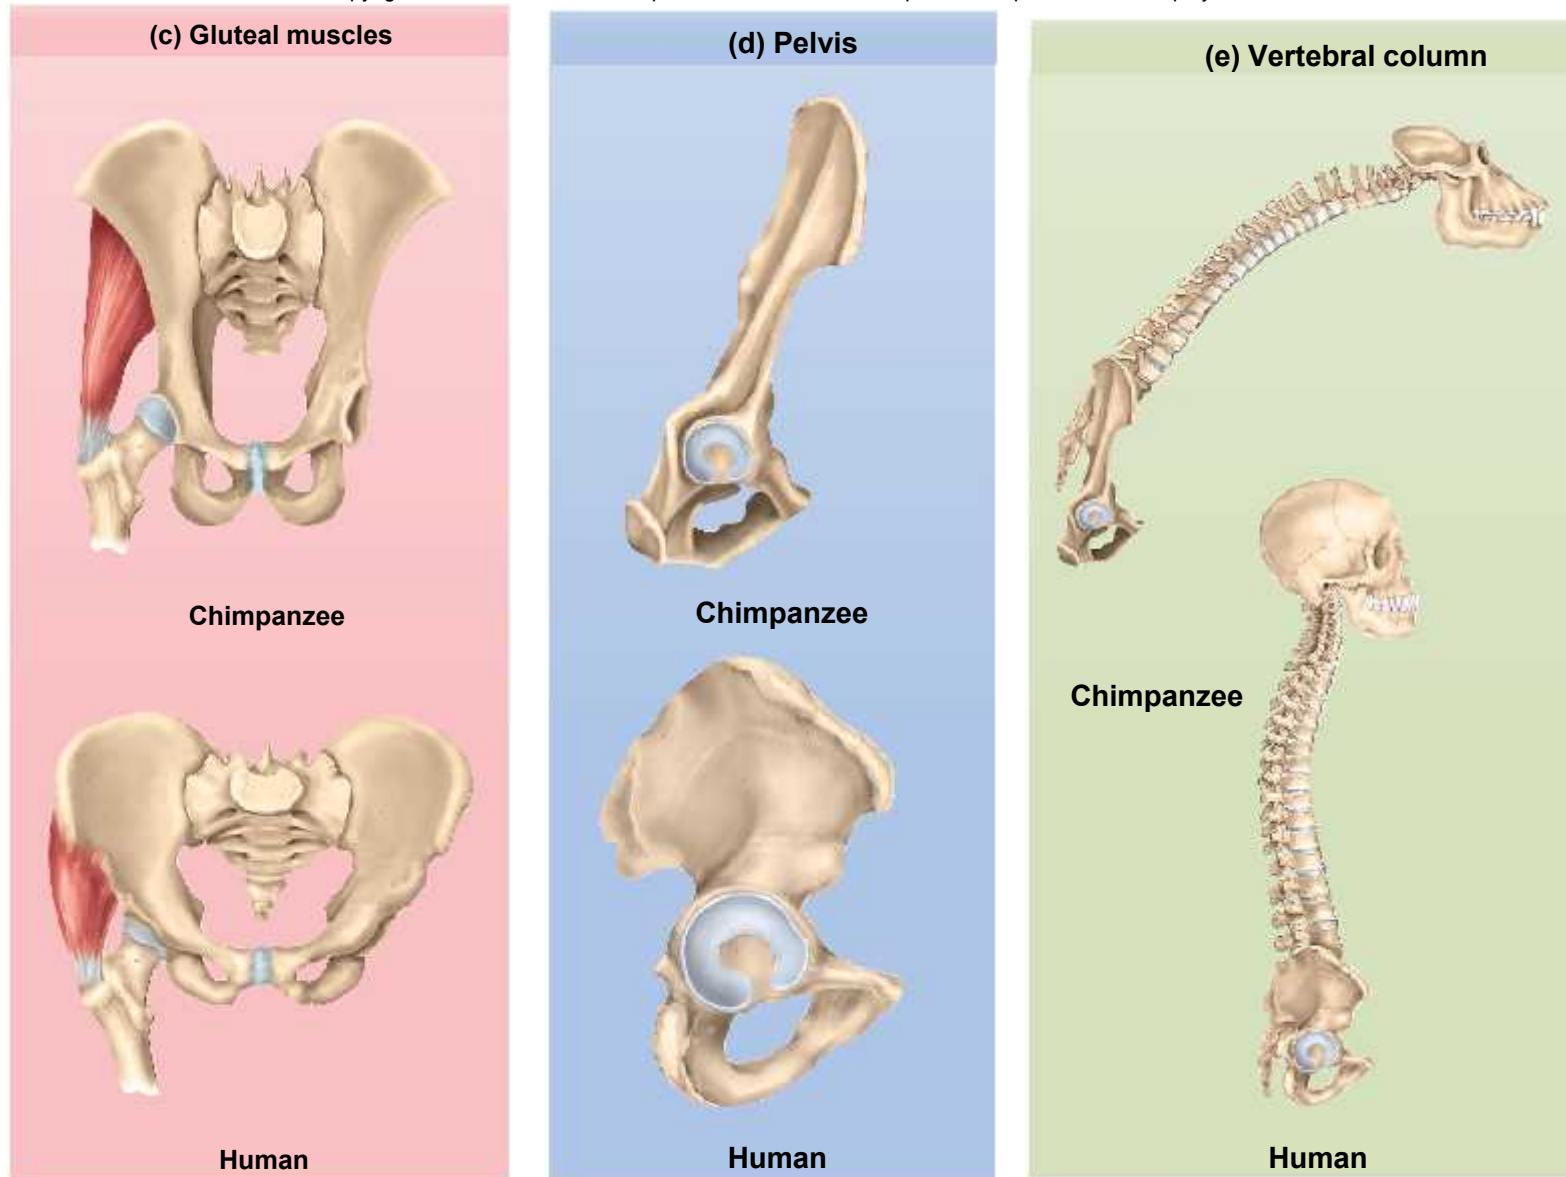 (c) Gluteal muscles
Chimpanzee
Human
(d) Pelvis
Chimpanzee
Human
(e) Vertebral column
Chimpanzee
Human